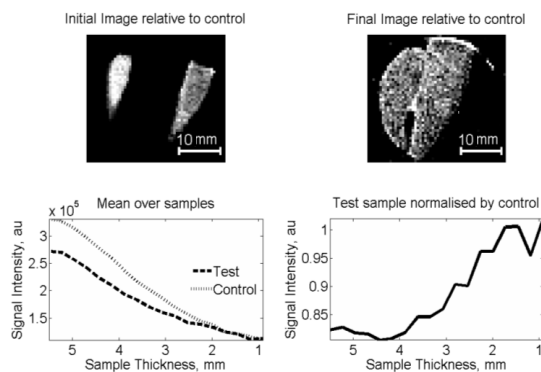 Initial Image relative to control
10 mm
Final Image relative to control
10 mm
Mean over samples
x 10⁵
Signal Intensity, au
3
2.5
2
1.5
Test
Control
5 4 3 2 1
Sample Thickness, mm
Test sample normalised by control
Signal Intensity, au
1
0.95
0.9
0.85
5 4 3 2 1
Sample Thickness, mm